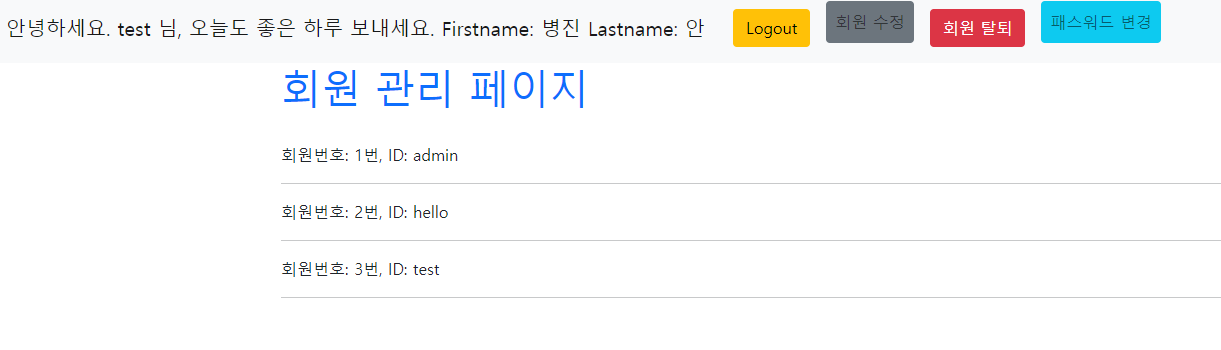 안녕하세요. test 님, 오늘도 좋은 하루 보내세요. Firstname: 병진 Lastname: 안 Logout 회원 수정 회원 탈퇴 패스워드 변경
회원 관리 페이지
회원번호: 1번, ID: admin
회원번호: 2번, ID: hello
회원번호: 3번, ID: test